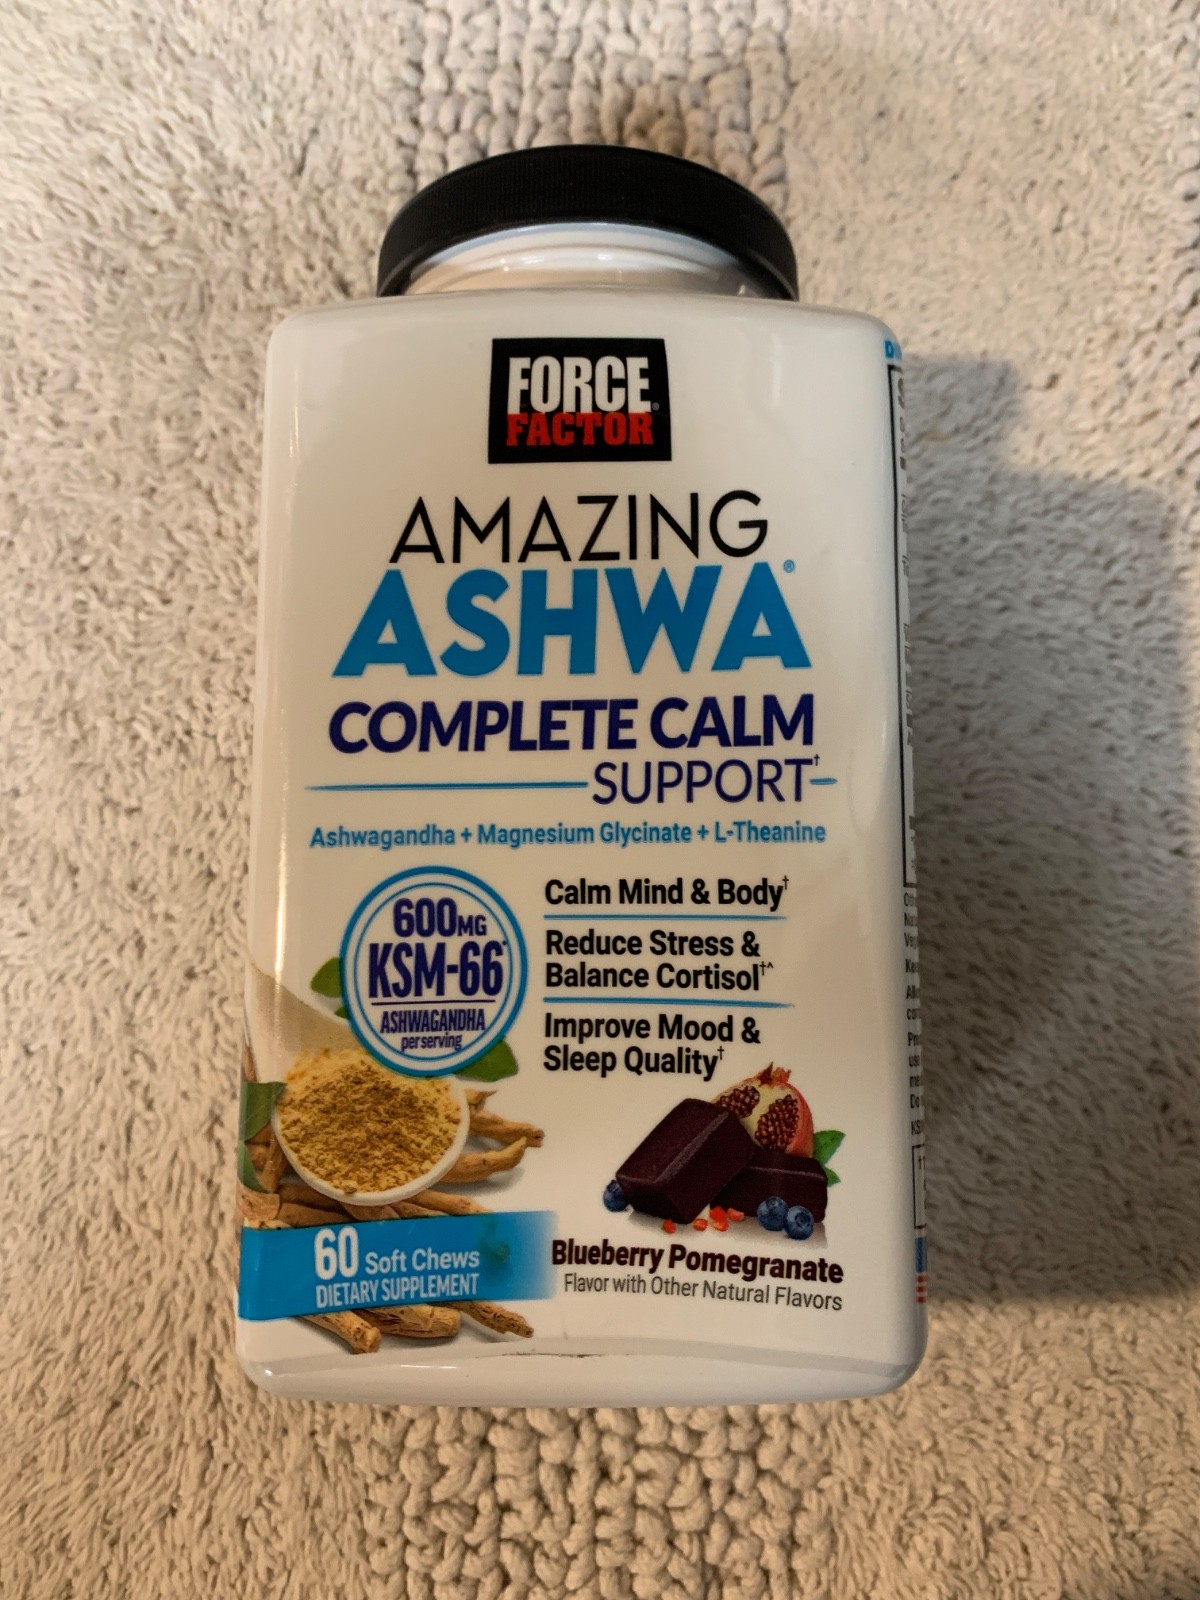 FORCE®
FACTOR
AMAZING
ASHWA®
COMPLETE CALM
SUPPORT†
Ashwagandha + Magnesium Glycinate + L-Theanine
600MG
KSM-66®
ASHWAGANDHA
per serving
Calm Mind & Body†
Reduce Stress &
Balance Cortisol†^
Improve Mood &
Sleep Quality†
60 Soft Chews
DIETARY SUPPLEMENT
Blueberry Pomegranate
Flavor with Other Natural Flavors